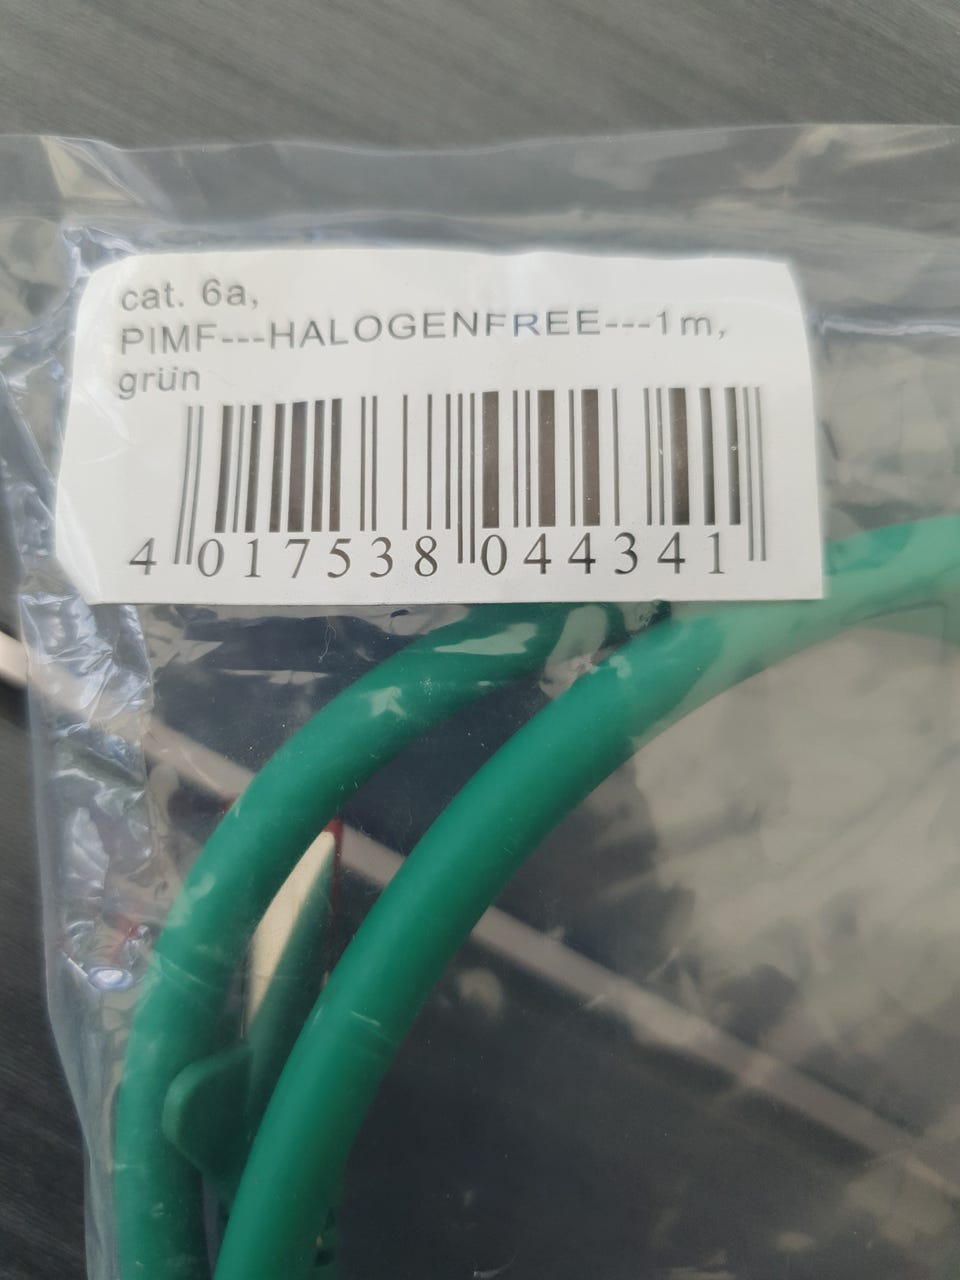 cat. 6a,
PIMF---HALOGENFREE---1m,
grün
4 017538 044341